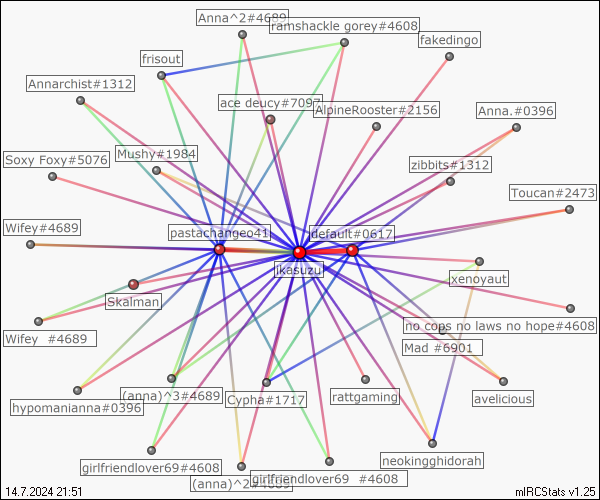 Anna^2#4689
ramshackle gorey#4608
fakedingo
frisout
Annarchist#1312
ace deucy#7097
AlpineRooster#2156
Anna.#0396
Soxy Foxy#5076
Mushy#1984
zibbits#1312
Toucan#2473
Wifey#4689
pastachangeo41
default#0617
ikasuzu
xenoyaut
Skalman
no cops no laws no hope#4608
Wifey #4689
Mad #6901
hypomanianna#0396
(anna)^3#4689
Cypha#1717
rattgaming
avelicious
girlfriendlover69#4608
(anna)^2#4689
girlfriendlover69 #4608
neokingghidorah
14.7.2024 21:51
mIRCStats v1.25